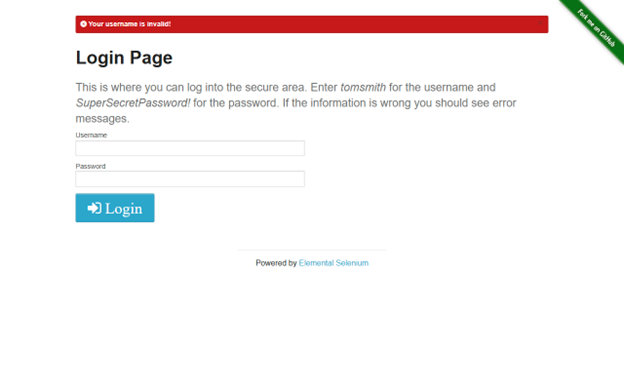 Your username is invalid!
Fork me on GitHub
Login Page
This is where you can log into the secure area. Enter tomsmith for the username and
SuperSecretPassword! for the password. If the information is wrong you should see error
messages.
Username
Password
Login
Powered by Elemental Selenium